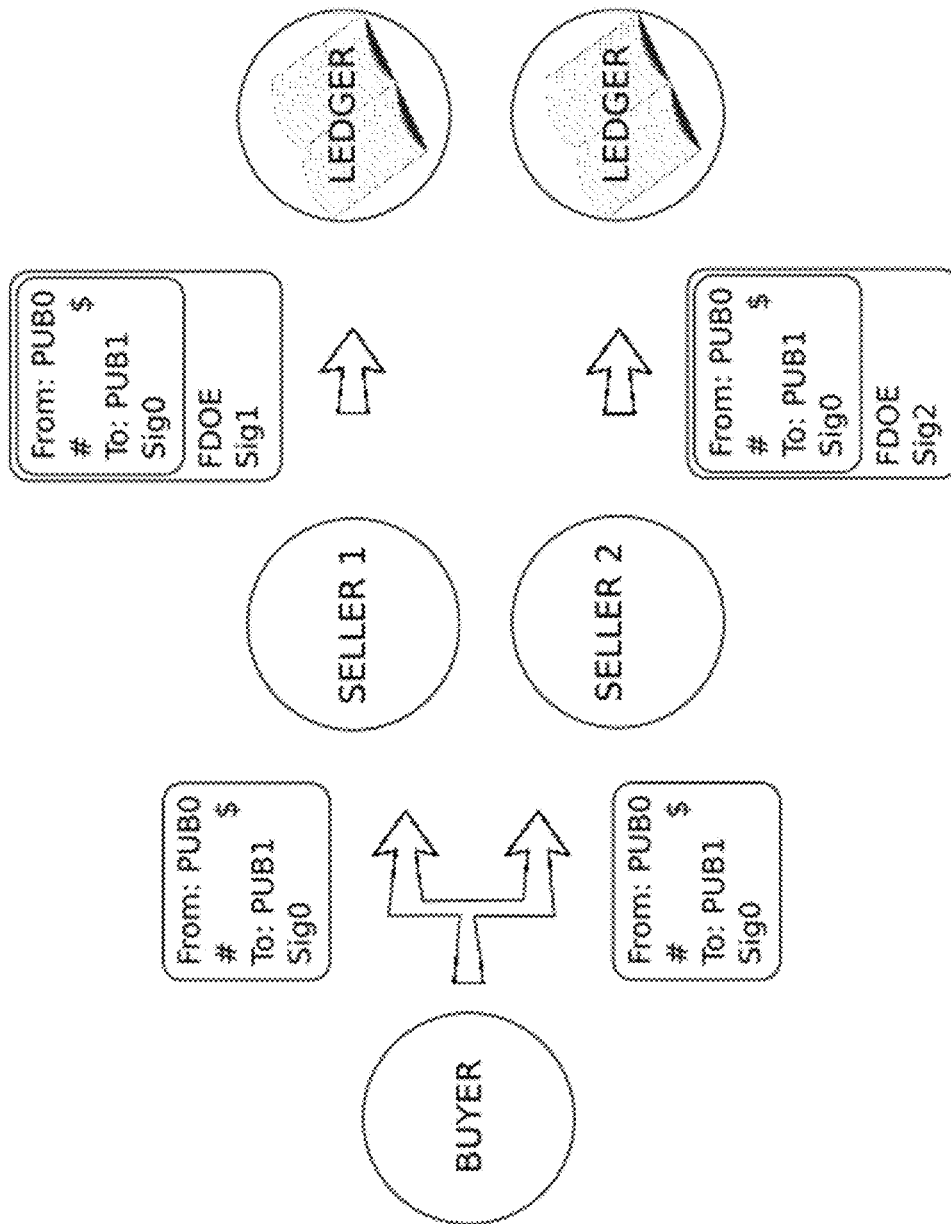 BUYER
From: PUB0
# $
To: PUB1
Sig0
From: PUB0
# $
To: PUB1
Sig0
SELLER 1
SELLER 2
From: PUB0
# $
To: PUB1
Sig0
FDOE
Sig1
From: PUB0
# $
To: PUB1
Sig0
FDOE
Sig2
LEDGER
LEDGER